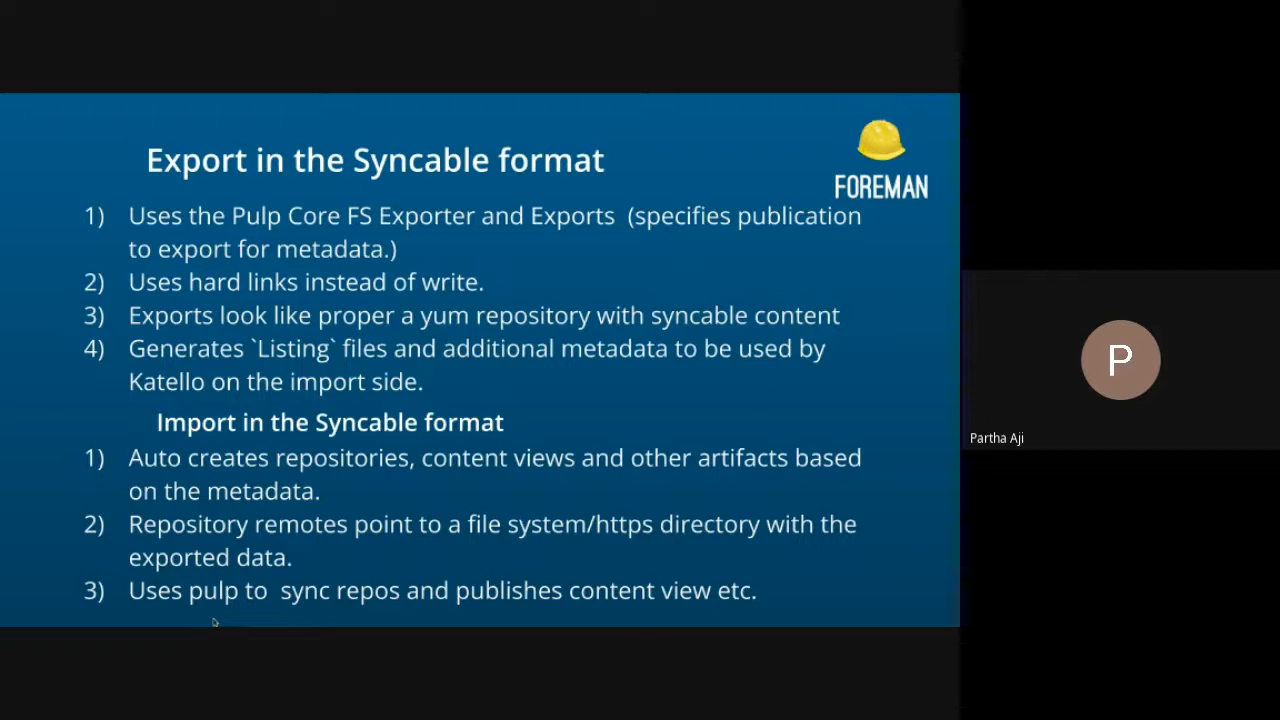 Export in the Syncable format
FOREMAN
1) Uses the Pulp Core FS Exporter and Exports  (specifies publication
to export for metadata.)
2) Uses hard links instead of write.
3) Exports look like proper a yum repository with syncable content
4) Generates `Listing` files and additional metadata to be used by
Katello on the import side.
Import in the Syncable format
1) Auto creates repositories, content views and other artifacts based
on the metadata.
2) Repository remotes point to a file system/https directory with the
exported data.
3) Uses pulp to  sync repos and publishes content view etc.
P
Partha Aji